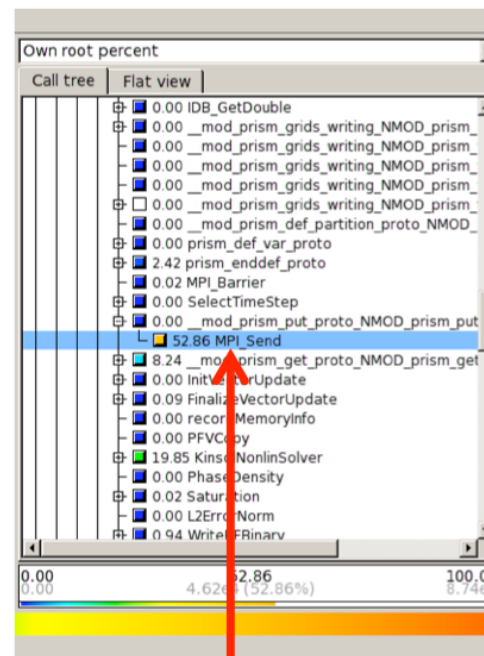 Own root percent
Call tree Flat view
0.00 IDB_GetDouble
0.00 __mod_prism_grids_writing_NMOD_prism_
0.00 __mod_prism_grids_writing_NMOD_prism_
0.00 __mod_prism_grids_writing_NMOD_prism_
0.00 __mod_prism_grids_writing_NMOD_prism_
0.00 __mod_prism_grids_writing_NMOD_prism_
0.00 __mod_prism_def_partition_proto_NMOD_
0.00 prism_def_var_proto
2.42 prism_enddef_proto
0.02 MPI_Barrier
0.00 SelectTimeStep
0.00 __mod_prism_put_proto_NMOD_prism_put
52.86 MPI_Send
8.24 __mod_prism_get_proto_NMOD_prism_get
0.00 InitVectorUpdate
0.09 FinalizeVectorUpdate
0.00 recordMemoryInfo
0.00 PFVCopy
19.85 KinsolNonlinSolver
0.00 PhaseDensity
0.02 Saturation
0.00 L2ErrorNorm
0.94 WritePFBinary
0.00 52.86 100.0
0.00 4.62e4 (52.86%) 8.74e